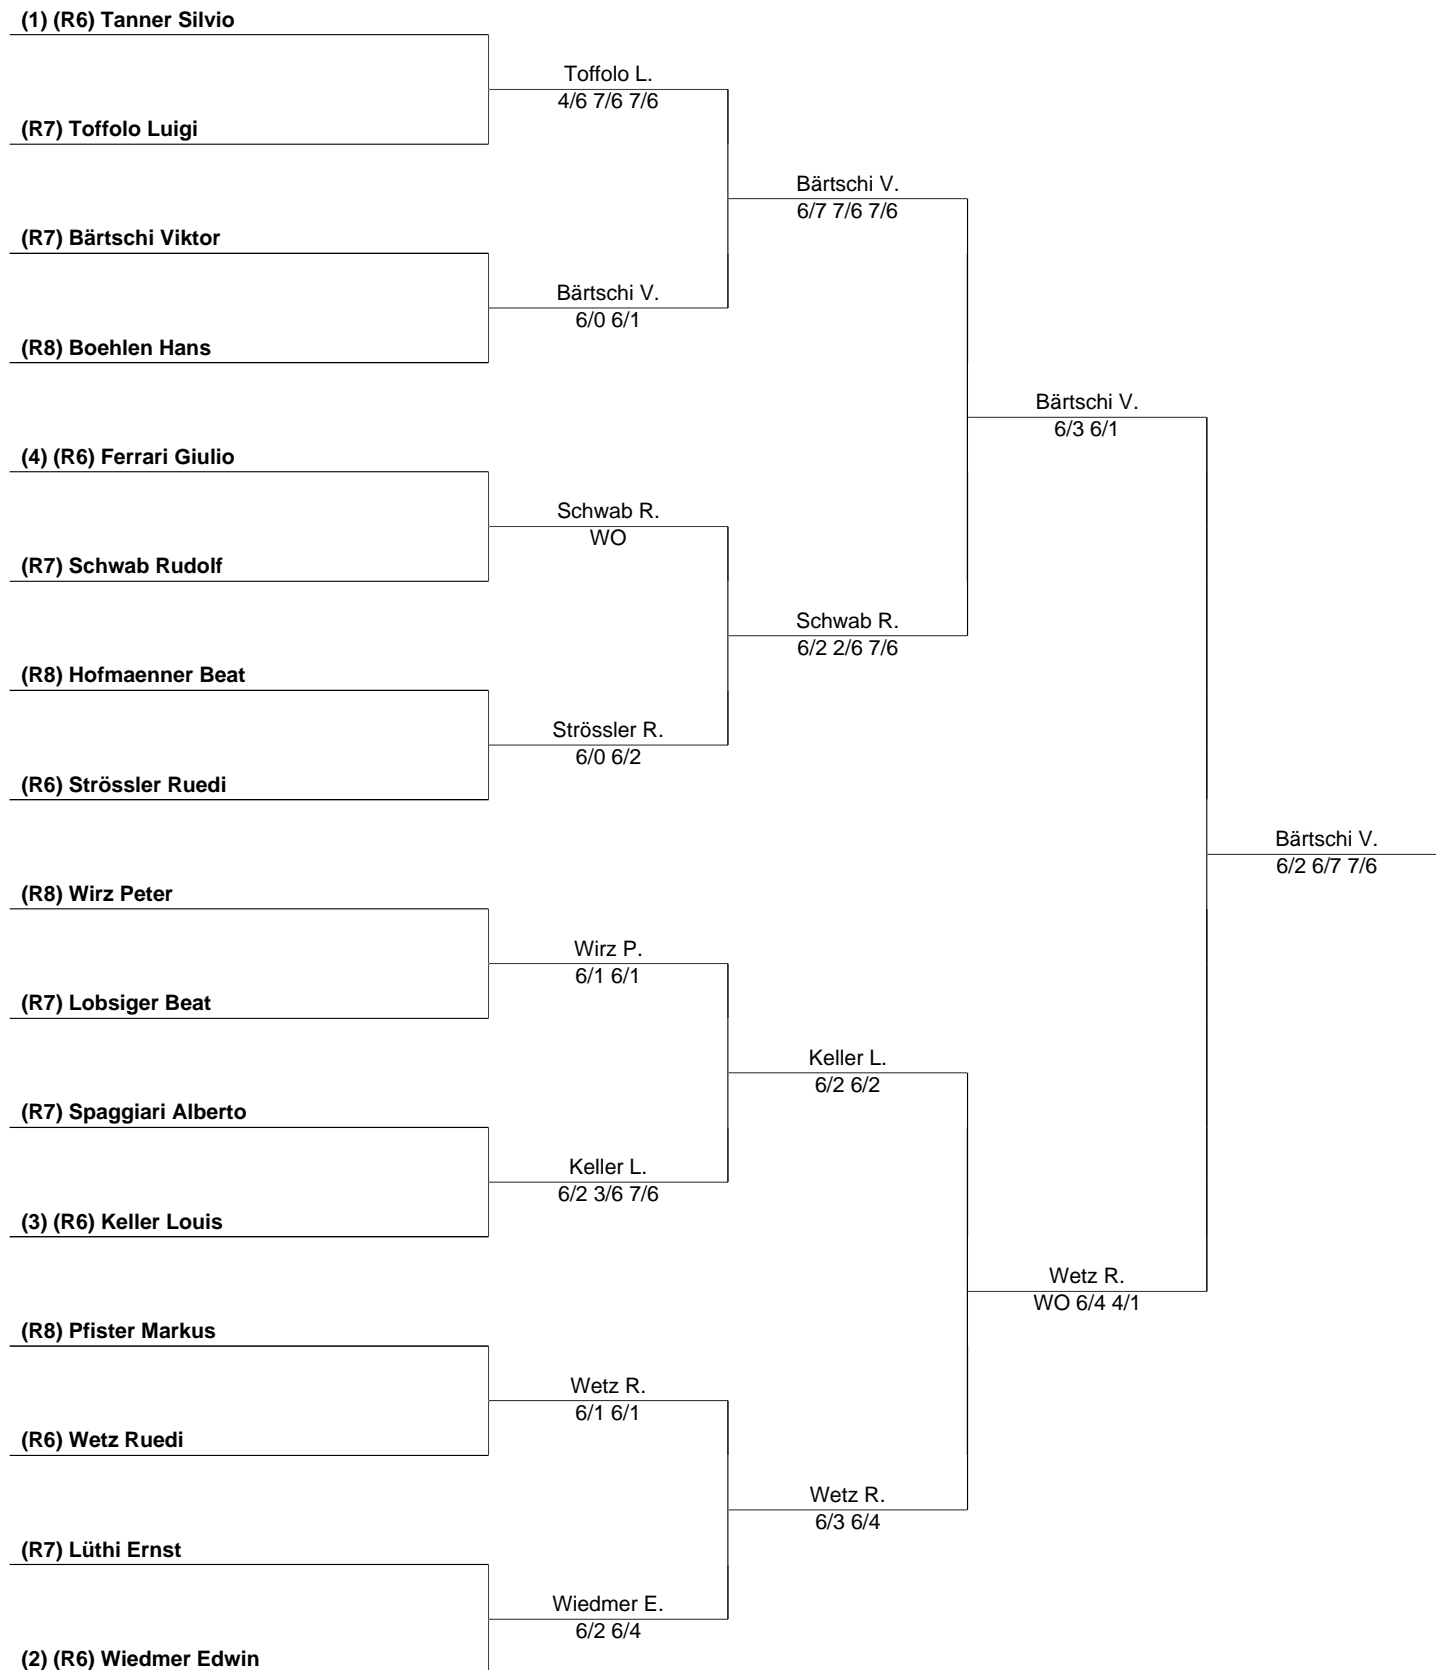 (1) (R6) Tanner Silvio
Toffolo L.
4/6 7/6 7/6
(R7) Toffolo Luigi
Bärtschi V.
6/7 7/6 7/6
(R7) Bärtschi Viktor
Bärtschi V.
6/0 6/1
(R8) Boehlen Hans
Bärtschi V.
6/3 6/1
(4) (R6) Ferrari Giulio
Schwab R.
WO
(R7) Schwab Rudolf
Schwab R.
6/2 2/6 7/6
(R8) Hofmaenner Beat
Strössler R.
6/0 6/2
(R6) Strössler Ruedi
Bärtschi V.
6/2 6/7 7/6
(R8) Wirz Peter
Wirz P.
6/1 6/1
(R7) Lobsiger Beat
Keller L.
6/2 6/2
(R7) Spaggiari Alberto
Keller L.
6/2 3/6 7/6
(3) (R6) Keller Louis
Wetz R.
WO 6/4 4/1
(R8) Pfister Markus
Wetz R.
6/1 6/1
(R6) Wetz Ruedi
Wetz R.
6/3 6/4
(R7) Lüthi Ernst
Wiedmer E.
6/2 6/4
(2) (R6) Wiedmer Edwin